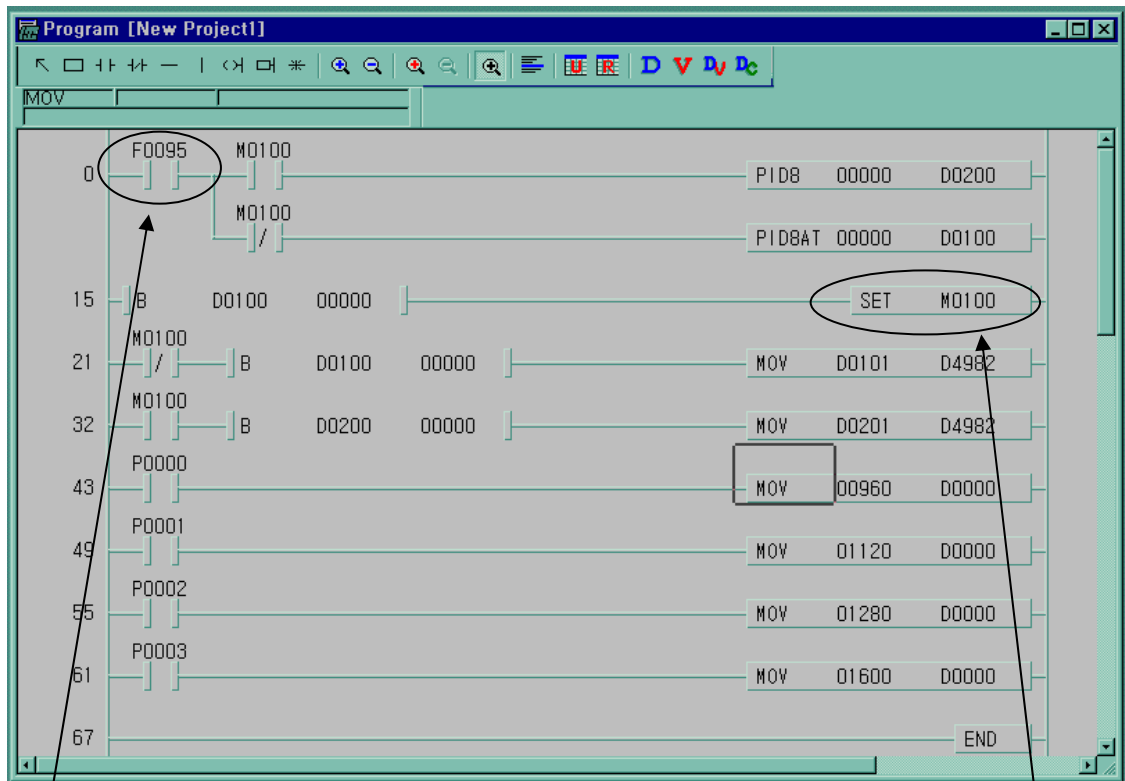 Program [New Project1]
U R D V DV DC
MOV
F0095 M0100
0 PID8 00000 D0200
M0100
PID8AT 00000 D0100
15 B D0100 00000 SET M0100
M0100
21 B D0100 00000 MOV D0101 D4982
M0100
32 B D0200 00000 MOV D0201 D4982
P0000
43 MOV 00960 D0000
P0001
49 MOV 01120 D0000
P0002
55 MOV 01280 D0000
P0003
61 MOV 01600 D0000
67 END